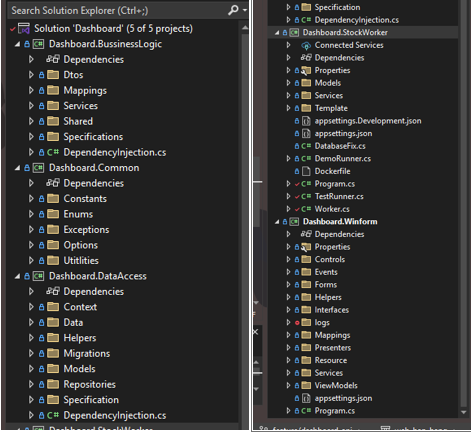 Search Solution Explorer (Ctrl+;)
Solution 'Dashboard' (5 of 5 projects)
Dashboard.BusinessLogic
Dependencies
Dtos
Mappings
Services
Shared
Specifications
DependencyInjection.cs
Dashboard.Common
Dependencies
Constants
Enums
Exceptions
Options
Utitlities
Dashboard.DataAccess
Dependencies
Context
Data
Helpers
Migrations
Models
Repositories
Specification
DependencyInjection.cs
Dashboard.StockWorker
Specification
DependencyInjection.cs
Dashboard.StockWorker
Connected Services
Dependencies
Properties
Models
Services
Template
appsettings.Development.json
appsettings.json
DatabaseFix.cs
DemoRunner.cs
Dockerfile
Program.cs
TestRunner.cs
Worker.cs
Dashboard.Winform
Dependencies
Properties
Controls
Events
Forms
Helpers
Interfaces
logs
Mappings
Presenters
Resource
Services
ViewModels
appsettings.json
Program.cs